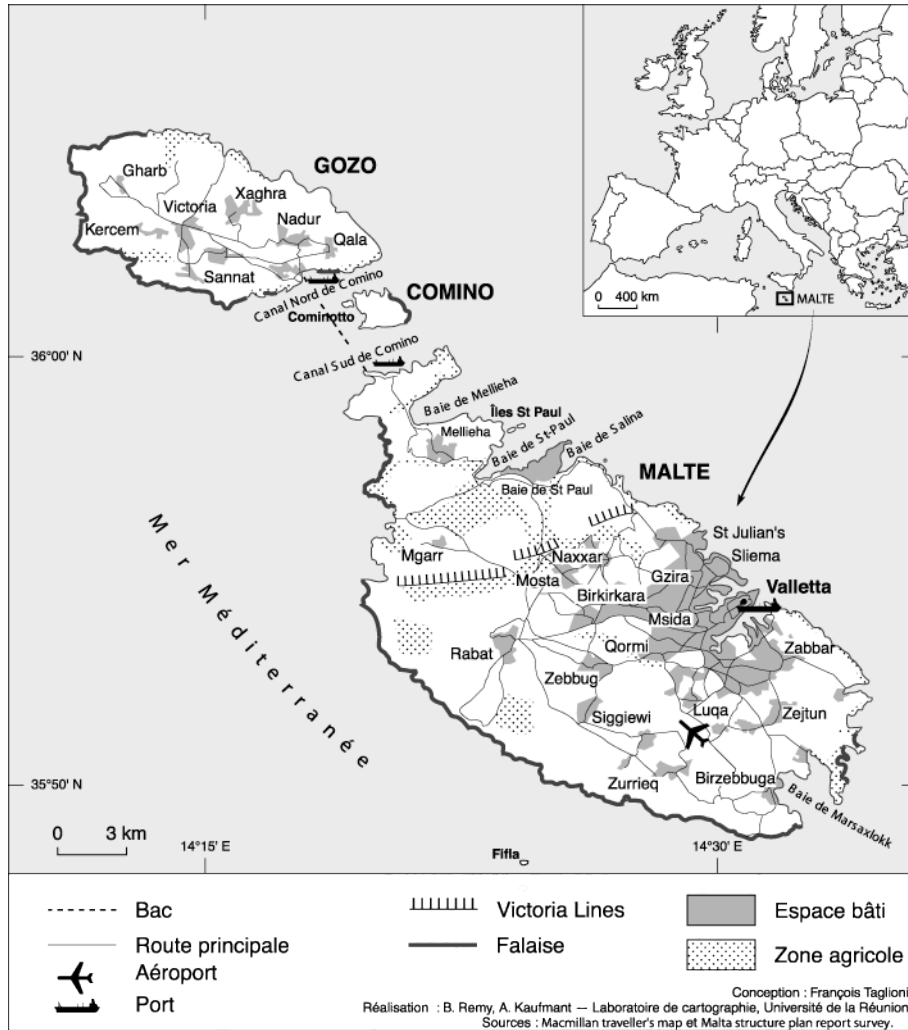 GOZO
Gharb
Xaghra
Victoria
Nadur
Kercem
Qala
Sannat
Canal Nord de Comino
COMINO
Cominotto
0 400 km
MALTE
36°00' N
Canal Sud de Comino
Baie de Mellieha
Îles St Paul
Mellieha
Baie de St-Paul
Baie de Salina
MALTE
Baie de St Paul
St Julian's
Sliema
Mgarr
Naxxar
Mosta
Gzira
Birkirkara
Valletta
Msida
Mer Méditerranée
Rabat
Qormi
Zabbar
Zebbug
Siggiewi
Luqa
Zejtun
35°50' N
Zurrieq
Birzebbuga
Baie de Marsaxlokk
0 3 km
14°15' E
14°30' E
Fifla
Bac
Route principale
Aéroport
Port
Victoria Lines
Falaise
Espace bâti
Zone agricole
Conception : François Taglioni
Réalisation : B. Remy, A. Kaufmant — Laboratoire de cartographie, Université de la Réunion
Sources : Macmillan traveller's map et Malta structure plan report survey.